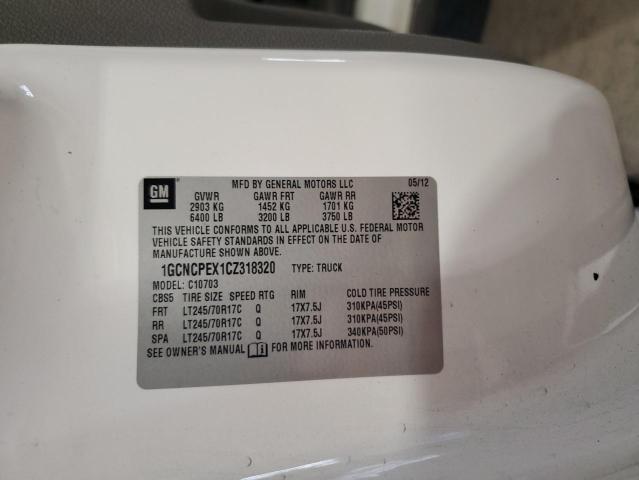 GM
MFD BY GENERAL MOTORS LLC 05/12
GVWR GAWR FRT GAWR RR
2903 KG 1452 KG 1701 KG
6400 LB 3200 LB 3750 LB
THIS VEHICLE CONFORMS TO ALL APPLICABLE U.S. FEDERAL MOTOR
VEHICLE SAFETY STANDARDS IN EFFECT ON THE DATE OF
MANUFACTURE SHOWN ABOVE.
1GCNCPEX1CZ318320 TYPE: TRUCK
MODEL: C10703
CBS5 TIRE SIZE SPEED RTG RIM COLD TIRE PRESSURE
FRT LT245/70R17C Q 17X7.5J 310KPA(45PSI)
RR LT245/70R17C Q 17X7.5J 310KPA(45PSI)
SPA LT245/70R17C Q 17X7.5J 340KPA(50PSI)
SEE OWNER'S MANUAL FOR MORE INFORMATION